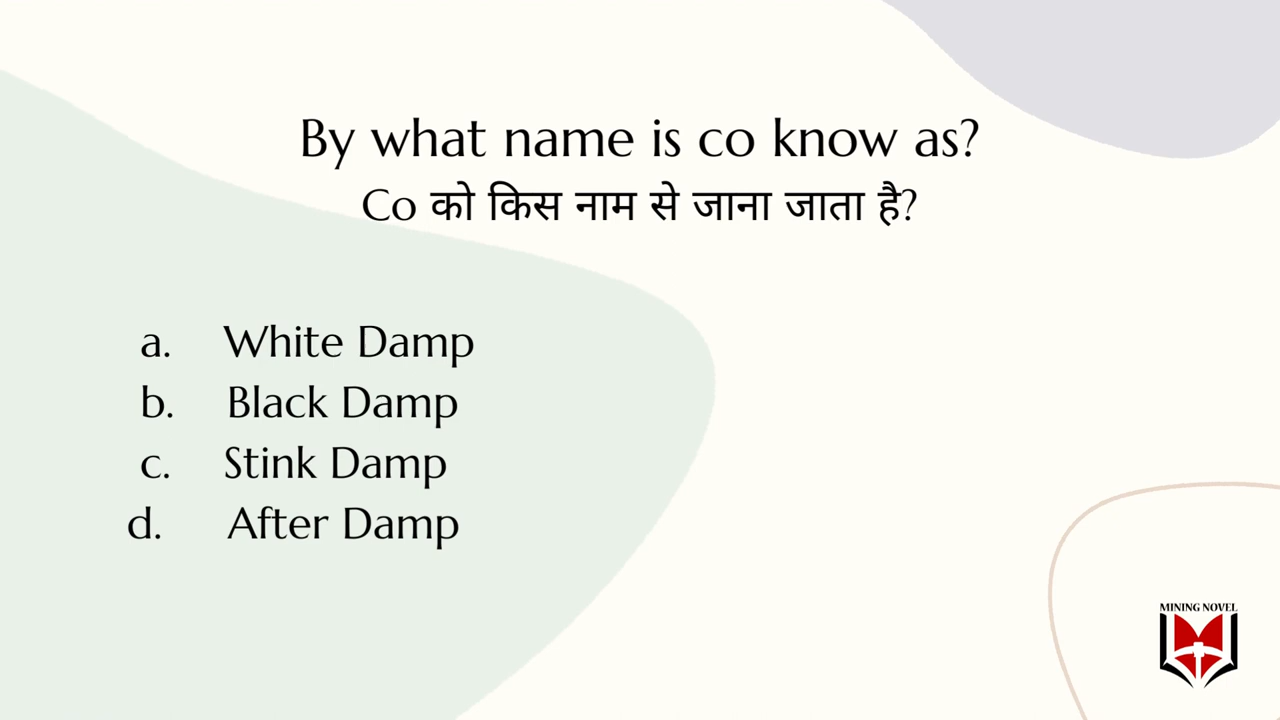 By what name is co know as?
Co को किस नाम से जाना जाता है?
a. White Damp
b. Black Damp
c. Stink Damp
d. After Damp
MINING NOVEL